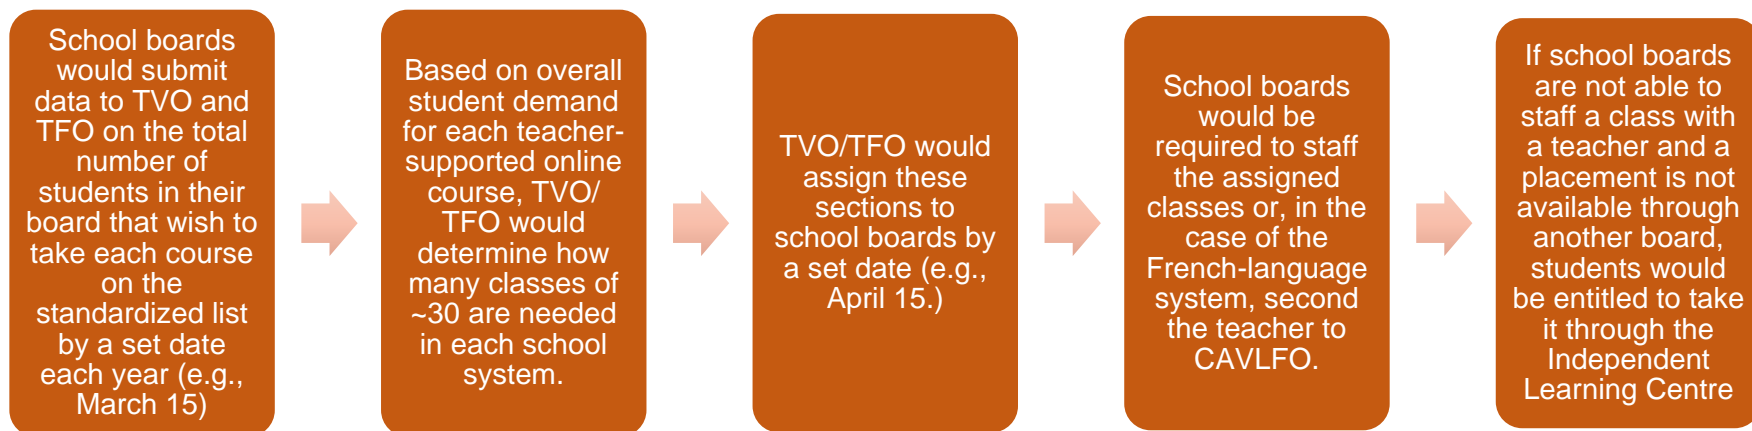 School boards
would submit
data to TVO and
TFO on the total
number of
students in their
board that wish to
take each course
on the
standardized list
by a set date
each year (e.g.,
March 15)
Based on overall
student demand
for each teacher-
supported online
course, TVO/
TFO would
determine how
many classes of
~30 are needed
in each school
system.
TVO/TFO would
assign these
sections to
school boards by
a set date (e.g.,
April 15.)
School boards
would be
required to staff
the assigned
classes or, in the
case of the
French-language
system, second
the teacher to
CAVLFO.
If school boards
are not able to
staff a class with
a teacher and a
placement is not
available through
another board,
students would
be entitled to take
it through the
Independent
Learning Centre